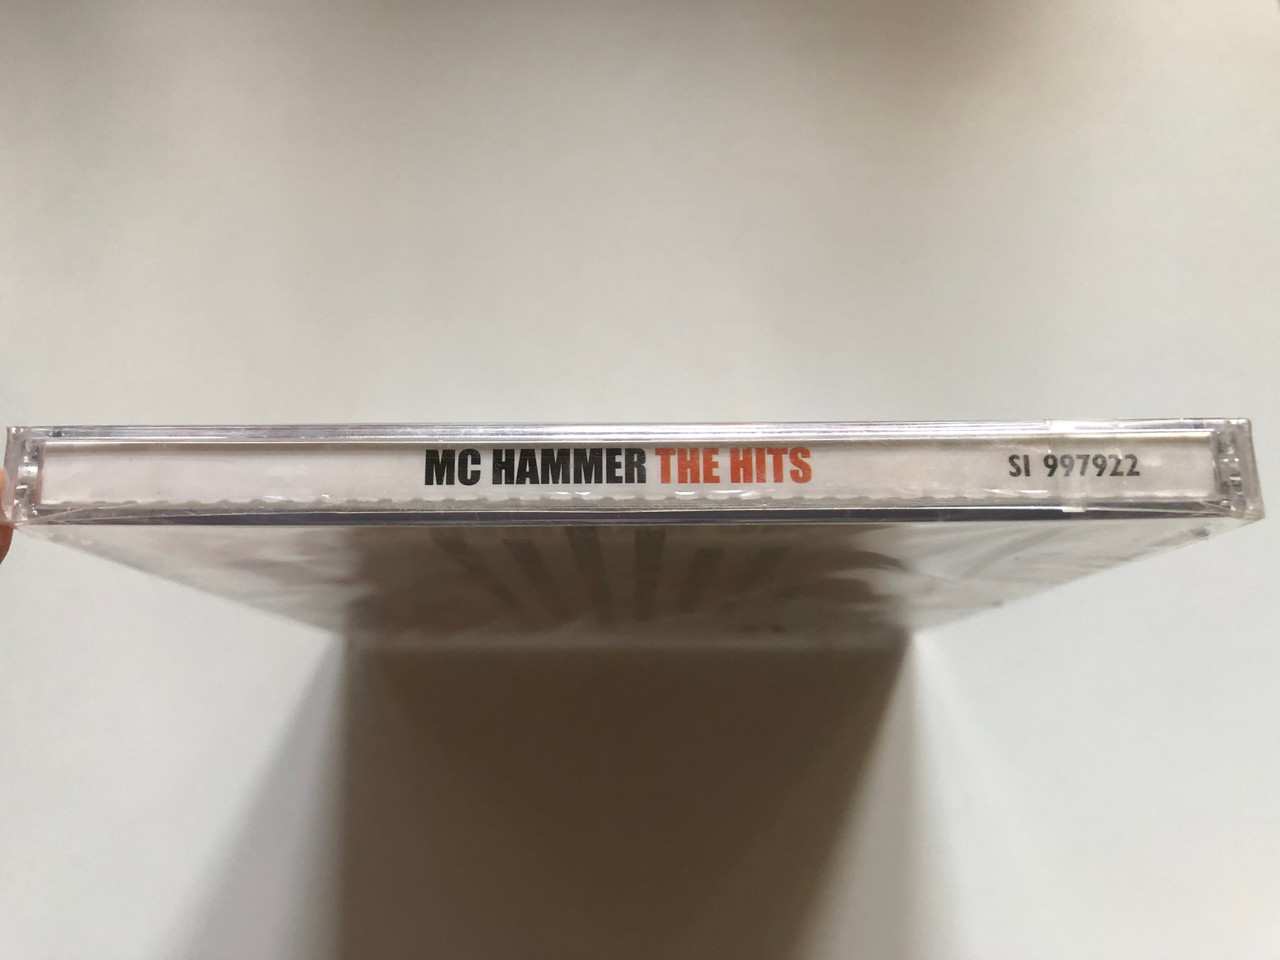 MC HAMMER THE HITS SI 997922